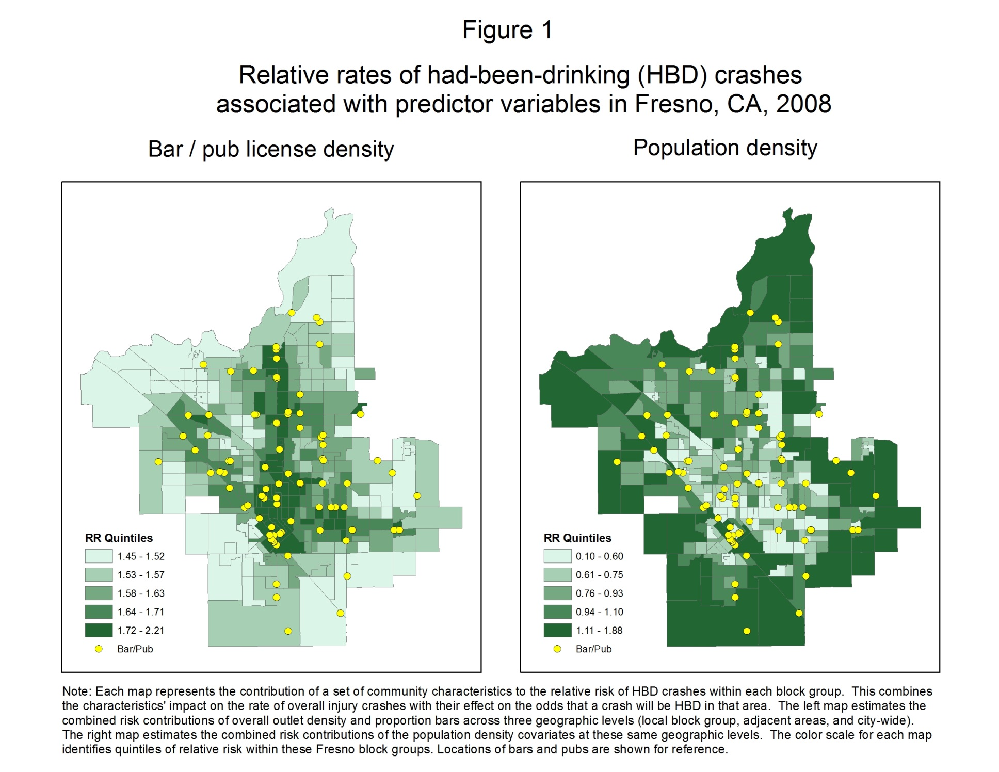 Figure 1
Relative rates of had-been-drinking (HBD) crashes
associated with predictor variables in Fresno, CA, 2008
Bar / pub license density
Population density
RR Quintiles
1.45 - 1.52
1.53 - 1.57
1.58 - 1.63
1.64 - 1.71
1.72 - 2.21
Bar/Pub
RR Quintiles
0.10 - 0.60
0.61 - 0.75
0.76 - 0.93
0.94 - 1.10
1.11 - 1.88
Bar/Pub
Note: Each map represents the contribution of a set of community characteristics to the relative risk of HBD crashes within each block group.  This combines
the characteristics' impact on the rate of overall injury crashes with their effect on the odds that a crash will be HBD in that area.  The left map estimates the
combined risk contributions of overall outlet density and proportion bars across three geographic levels (local block group, adjacent areas, and city-wide).
The right map estimates the combined risk contributions of the population density covariates at these same geographic levels.  The color scale for each map
identifies quintiles of relative risk within these Fresno block groups. Locations of bars and pubs are shown for reference.